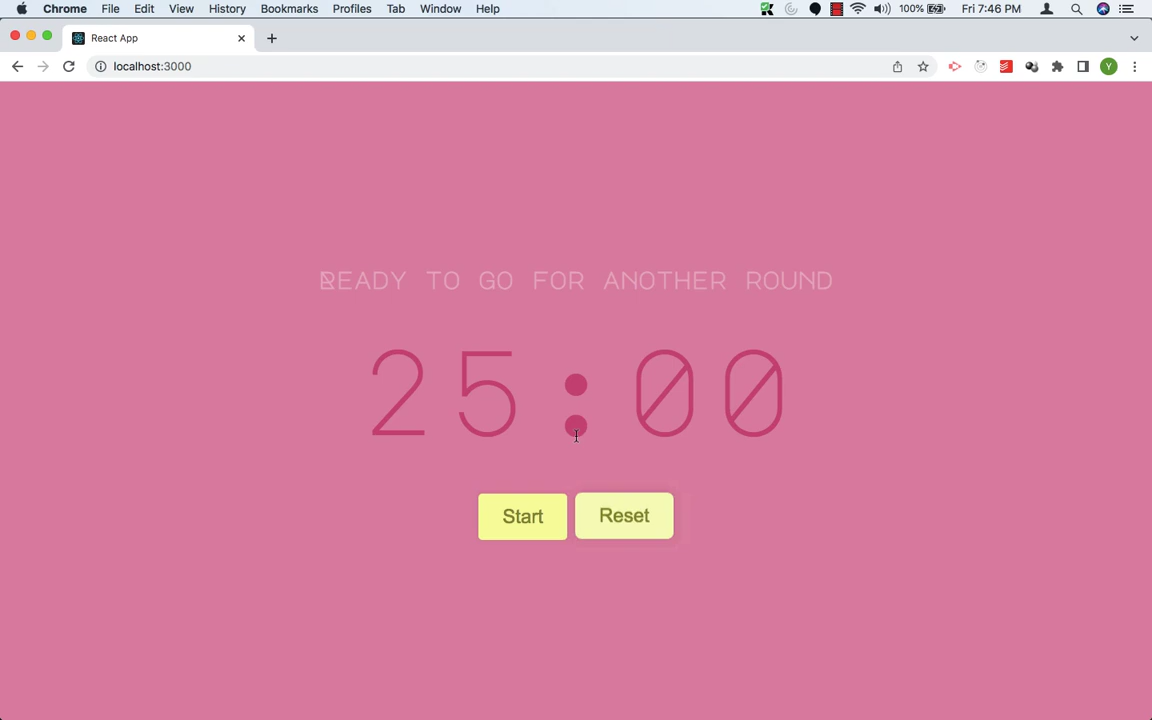 Chrome File Edit View History Bookmarks Profiles Tab Window Help 100% Fri 7:46 PM
React App
localhost:3000 Y
READY TO GO FOR ANOTHER ROUND
25:00
Start Reset